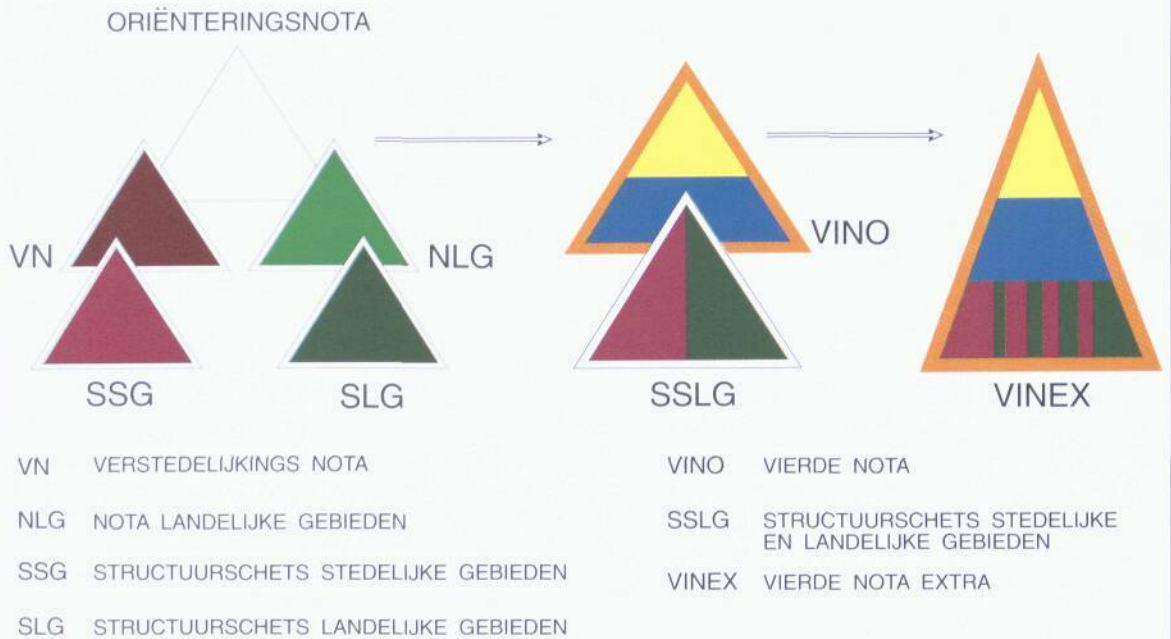 ORIËNTERINGSNOTA
VN
NLG
SSG
SLG
VINO
SSLG
VINEX
VN VERSTEDELIJKINGS NOTA
NLG NOTA LANDELIJKE GEBIEDEN
SSG STRUCTUURSCHETS STEDELIJKE GEBIEDEN
SLG STRUCTUURSCHETS LANDELIJKE GEBIEDEN
VINO VIERDE NOTA
SSLG STRUCTUURSCHETS STEDELIJKE
EN LANDELIJKE GEBIEDEN
VINEX VIERDE NOTA EXTRA